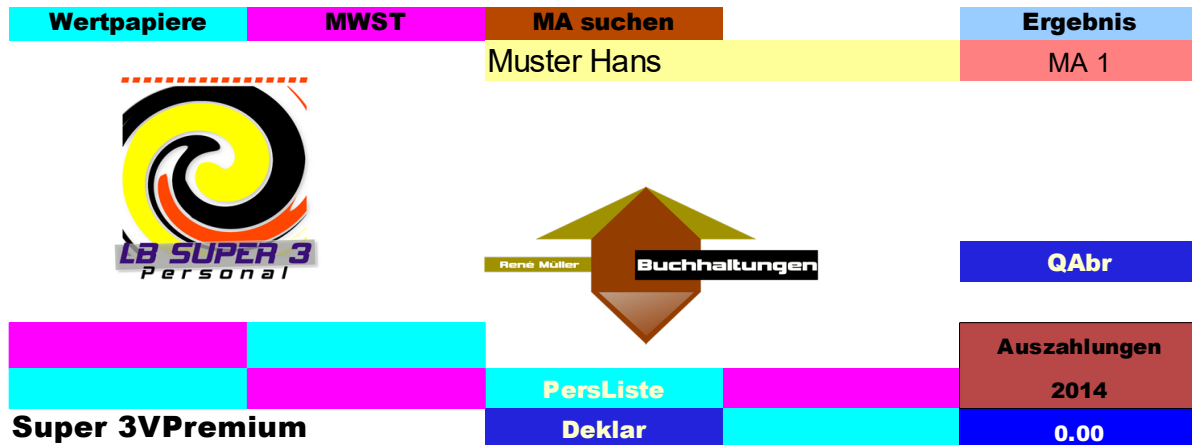 Wertpapiere MWST MA suchen Ergebnis
Muster Hans MA 1
LB SUPER 3
Personal
René Müller Buchhaltungen
QAbr
Auszahlungen
PersListe 2014
Super 3VPremium Deklar 0.00